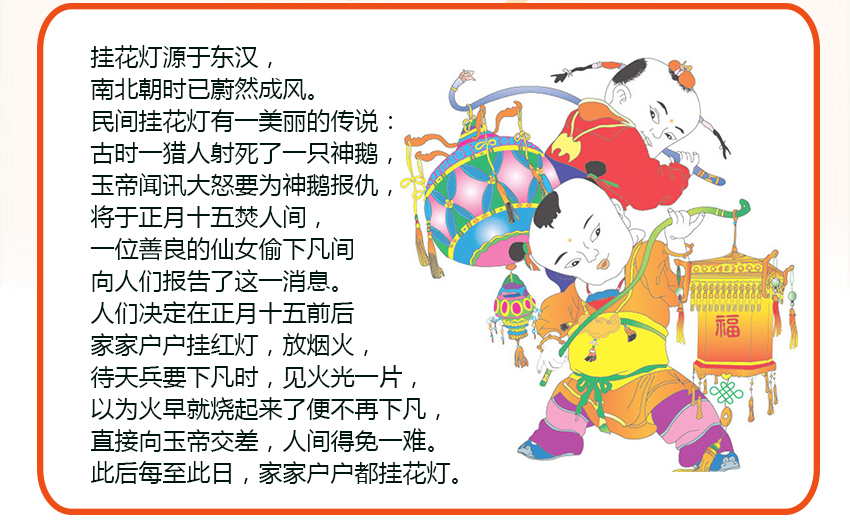 挂花灯源于东汉，
南北朝时已蔚然成风。
民间挂花灯有一美丽的传说：
古时一猎人射死了一只神鹅，
玉帝闻讯大怒要为神鹅报仇，
将于正月十五焚人间，
一位善良的仙女偷下凡间
向人们报告了这一消息。
人们决定在正月十五前后
家家户户挂红灯，放烟火，
待天兵要下凡时，见火光一片，
以为火早就烧起来了便不再下凡，
直接向玉帝交差，人间得免一难。
此后每至此日，家家户户都挂花灯。
福